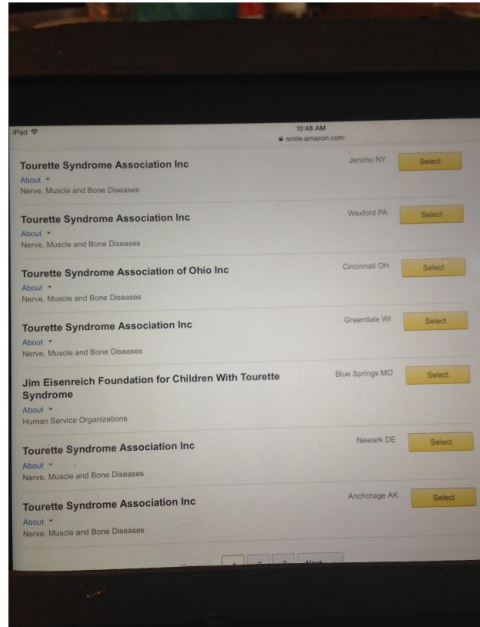 iPad
10:48 AM
smile.amazon.com
Tourette Syndrome Association Inc
Jericho NY
Select
About
Nerve, Muscle and Bone Diseases
Tourette Syndrome Association Inc
Wexford PA
Select
About
Nerve, Muscle and Bone Diseases
Tourette Syndrome Association of Ohio Inc
Cincinnati OH
Select
About
Nerve, Muscle and Bone Diseases
Tourette Syndrome Association Inc
Greendale WI
Select
About
Nerve, Muscle and Bone Diseases
Jim Eisenreich Foundation for Children With Tourette
Syndrome
Blue Springs MO
Select
About
Human Service Organizations
Tourette Syndrome Association Inc
Newark DE
Select
About
Nerve, Muscle and Bone Diseases
Tourette Syndrome Association Inc
Anchorage AK
Select
About
Nerve, Muscle and Bone Diseases